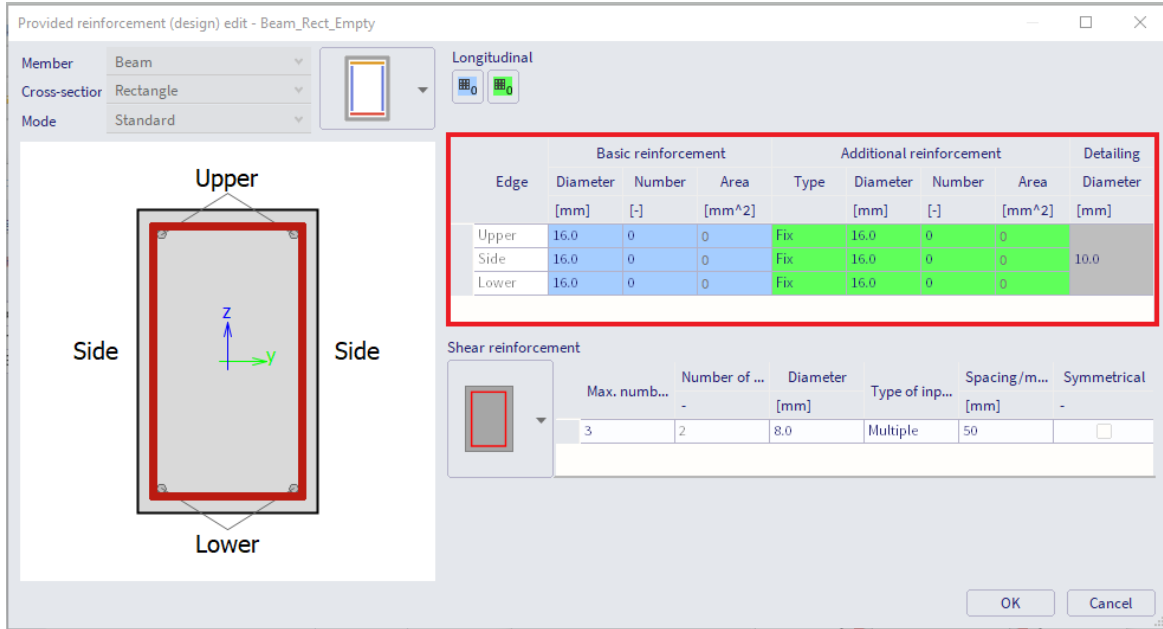 Provided reinforcement (design) edit - Beam_Rect_Empty
Member Beam
Cross-section Rectangle
Mode Standard
Longitudinal
0 0
Basic reinforcement Additional reinforcement Detailing
Edge Diameter Number Area Type Diameter Number Area Diameter
[mm] [-] [mm^2] [mm] [-] [mm^2] [mm]
Upper 16.0 0 0 Fix 16.0 0 0
Side 16.0 0 0 Fix 16.0 0 0 10.0
Lower 16.0 0 0 Fix 16.0 0 0
Upper
z
y
Side Side
Lower
Shear reinforcement
Max. numb... Number of ... Diameter Type of inp... Spacing/m... Symmetrical
- [mm] [mm] -
3 2 8.0 Multiple 50
OK Cancel